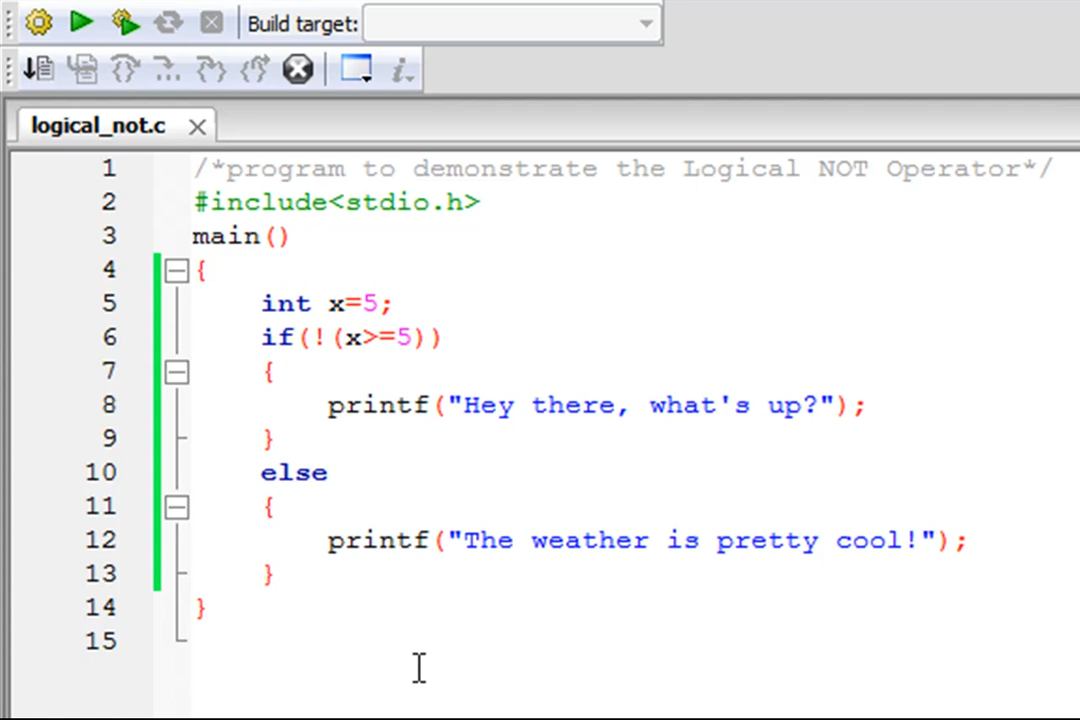 Build target:
logical_not.c
1 /*program to demonstrate the Logical NOT Operator*/
2 #include<stdio.h>
3 main()
4 {
5 int x=5;
6 if(!(x>=5))
7 {
8 printf("Hey there, what's up?");
9 }
10 else
11 {
12 printf("The weather is pretty cool!");
13 }
14 }
15